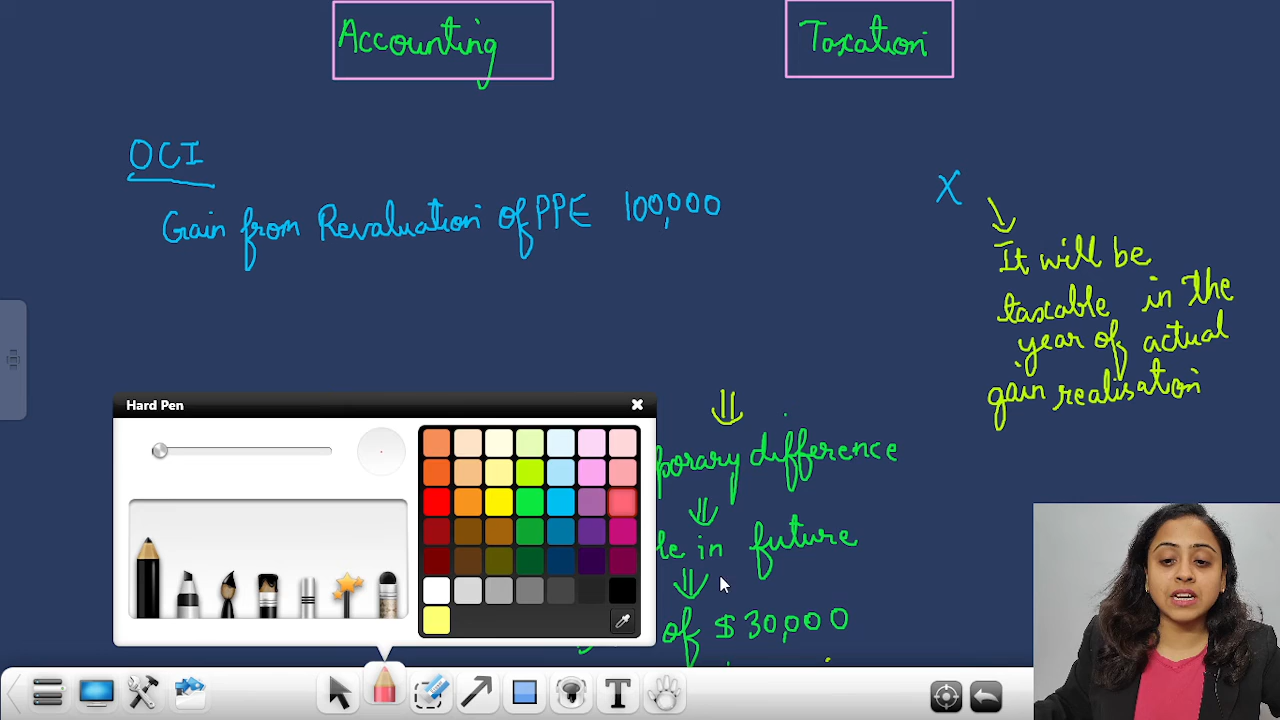 Accounting
Taxation
OCI
Gain from Revaluation of PPE 100,000
X
It will be
taxable in the
year of actual
gain realisation
Hard Pen
porary difference
le in future
of $30,000